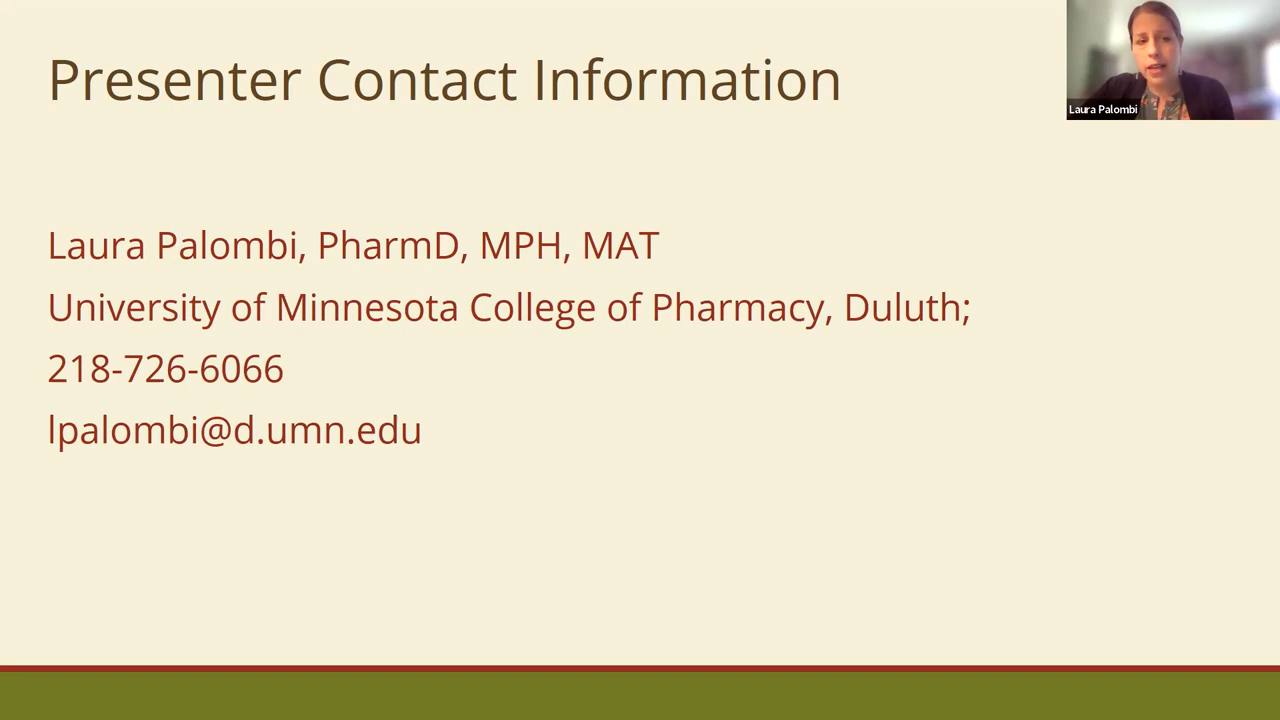 Presenter Contact Information
Laura Palombi
Laura Palombi, PharmD, MPH, MAT
University of Minnesota College of Pharmacy, Duluth;
218-726-6066
lpalombi@d.umn.edu